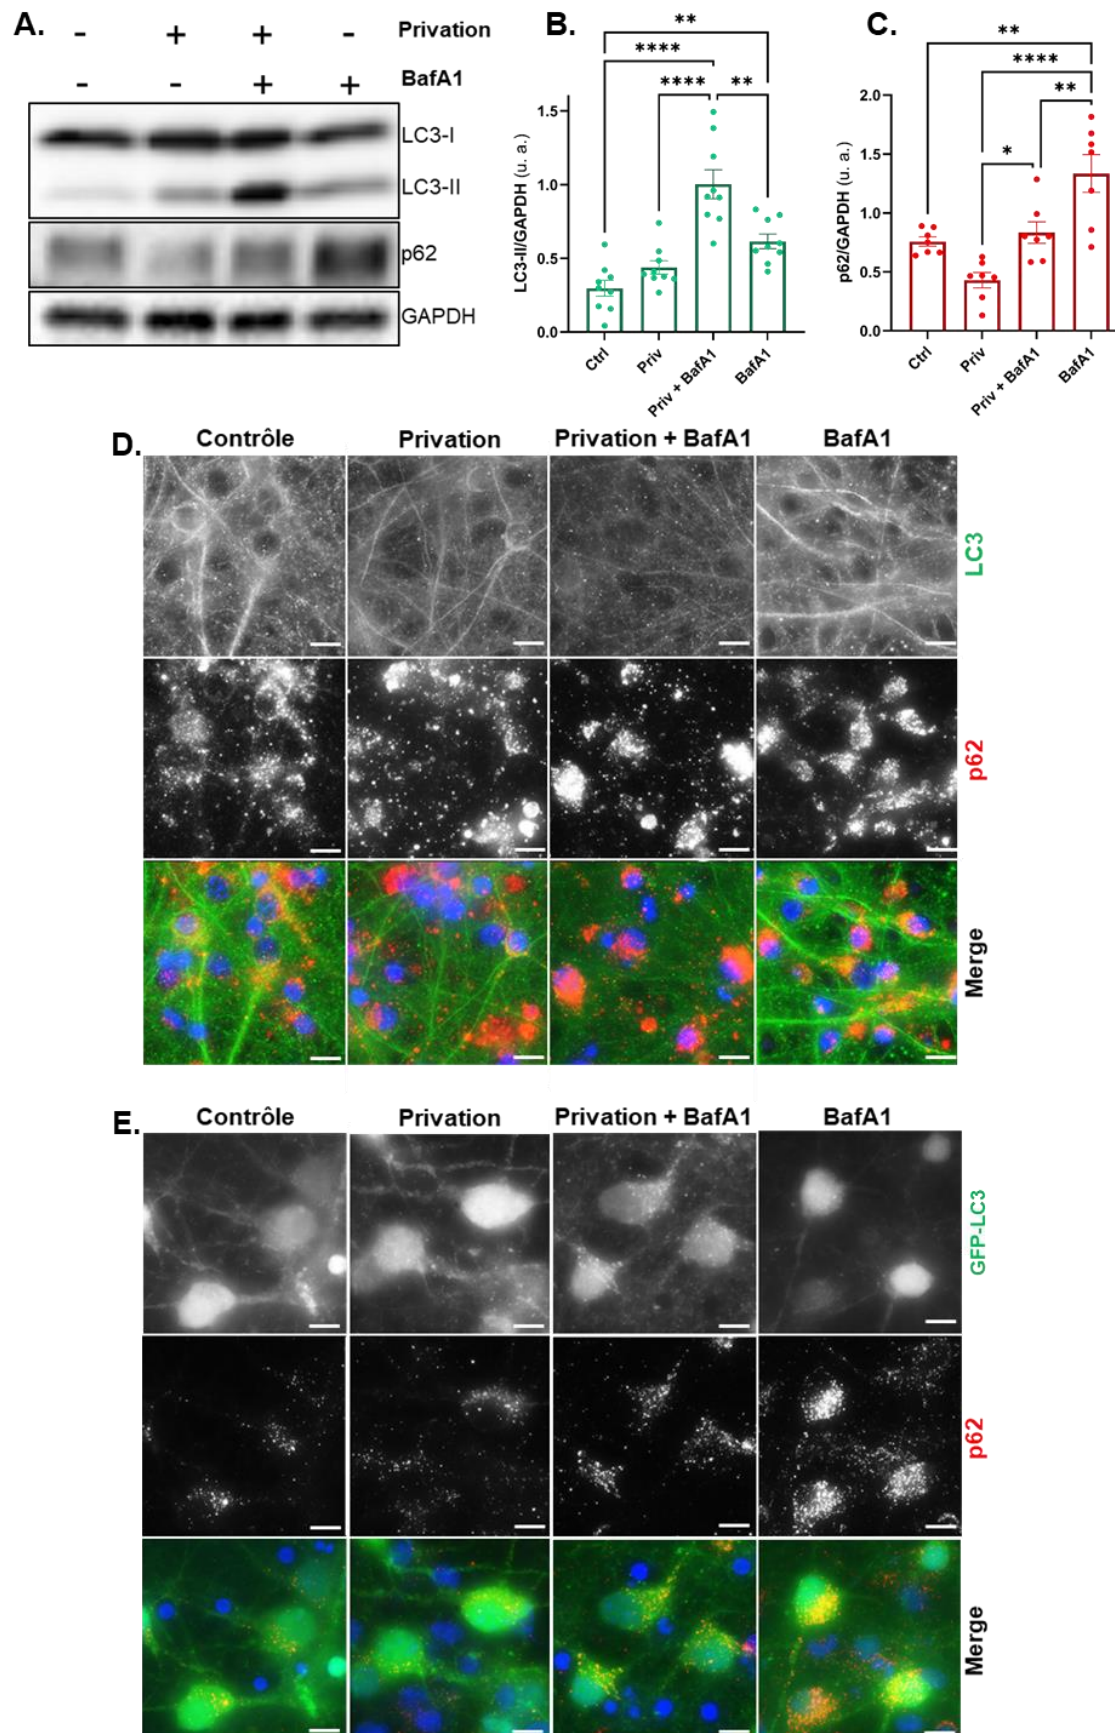 A.
- + + - Privation
- - + + BafA1
LC3-I
LC3-II
p62
GAPDH
B.
**
****
**** **
LC3-II/GAPDH (u. a.)
1.5
1.0
0.5
0.0
Ctrl
Priv
Priv + BafA1
BafA1
C.
**
****
**
*
p62/GAPDH (u. a.)
2.0
1.5
1.0
0.5
0.0
Ctrl
Priv
Priv + BafA1
BafA1
D.
Contrôle Privation Privation + BafA1 BafA1
LC3
p62
Merge
E.
Contrôle Privation Privation + BafA1 BafA1
GFP-LC3
p62
Merge